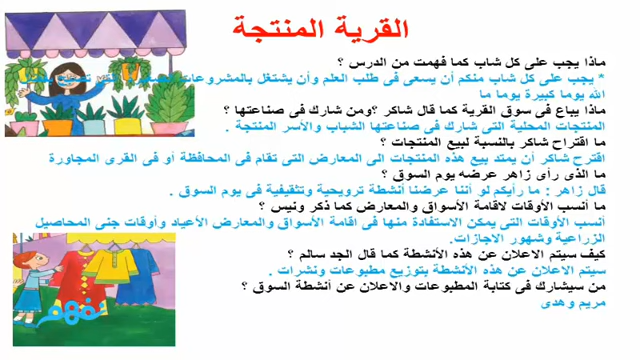 القرية المنتجة
ماذا يجب على كل شاب كما فهمت من الدرس ؟
* يجب على كل شاب منكم أن يسعى فى طلب العلم وأن يشتغل بالمشروعات
الله يوما كبيرة يوما ما
ماذا يباع فى سوق القرية كما قال شاكر ؟ومن شارك فى صناعتها ؟
المنتجات المحلية التى شارك فى صناعتها الشباب والأسر المنتجة .
ما اقتراح شاكر بالنسبة لبيع المنتجات ؟
اقترح شاكر أن يمتد بيع هذه المنتجات الى المعارض التى تقام فى المحافظة أو فى القرى المجاورة
ما الذى رأى زاهر عرضه يوم السوق ؟
قال زاهر : ما رأيكم لو أننا عرضنا أنشطة ترويحية وتثقيفية فى يوم السوق .
ما أنسب الأوقات لاقامة الأسواق والمعارض كما ذكر ونيس ؟
أنسب الأوقات التى يمكن الاستفادة منها فى اقامة الأسواق والمعارض الأعياد وأوقات جنى المحاصيل
الزراعية وشهور الاجازات.
كيف سيتم الاعلان عن هذه الأنشطة كما قال الجد سالم ؟
سيتم الاعلان عن هذه الأنشطة بتوزيع مطبوعات ونشرات .
من سيشارك فى كتابة المطبوعات والاعلان عن أنشطة السوق ؟
مريم وهدى
نفهم